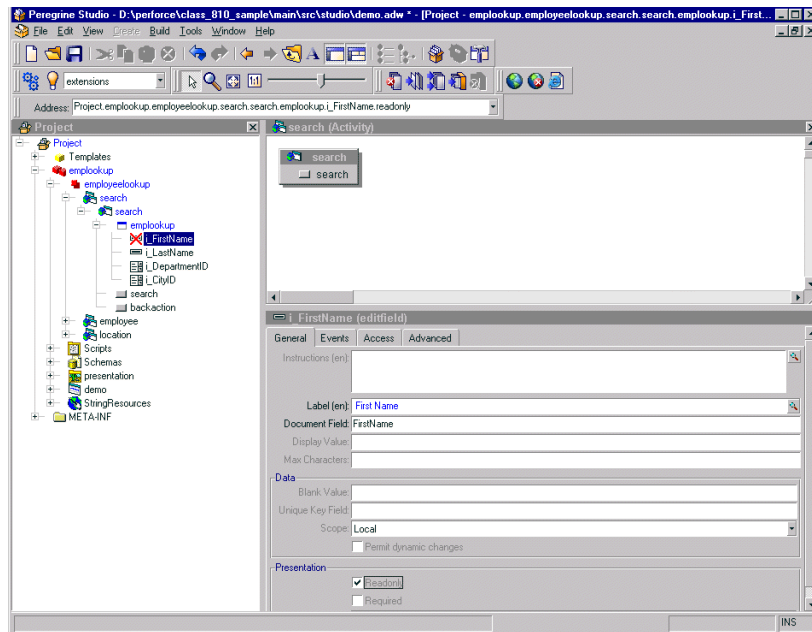 Peregrine Studio - D:\perforce\class_810_sample\main\src\studio\demo.adw * - [Project - emplookup.employeelookup.search.search.emplookup.i_First...
File Edit View Create Build Tools Window Help
extensions
1:1
Address: Project.emplookup.employeelookup.search.search.emplookup.i_FirstName.readonly
Project
Project
Templates
emplookup
employeelookup
search
search
emplookup
i_FirstName
i_LastName
i_DepartmentID
i_CityID
search
backaction
employee
location
Scripts
Schemas
presentation
demo
StringResources
META-INF
search (Activity)
search
search
i_FirstName (editfield)
General Events Access Advanced
Instructions (en):
Label (en): First Name
Document Field: FirstName
Display Value:
Max Characters:
Data
Blank Value:
Unique Key Field:
Scope: Local
Permit dynamic changes
Presentation
Readonly
Required
INS